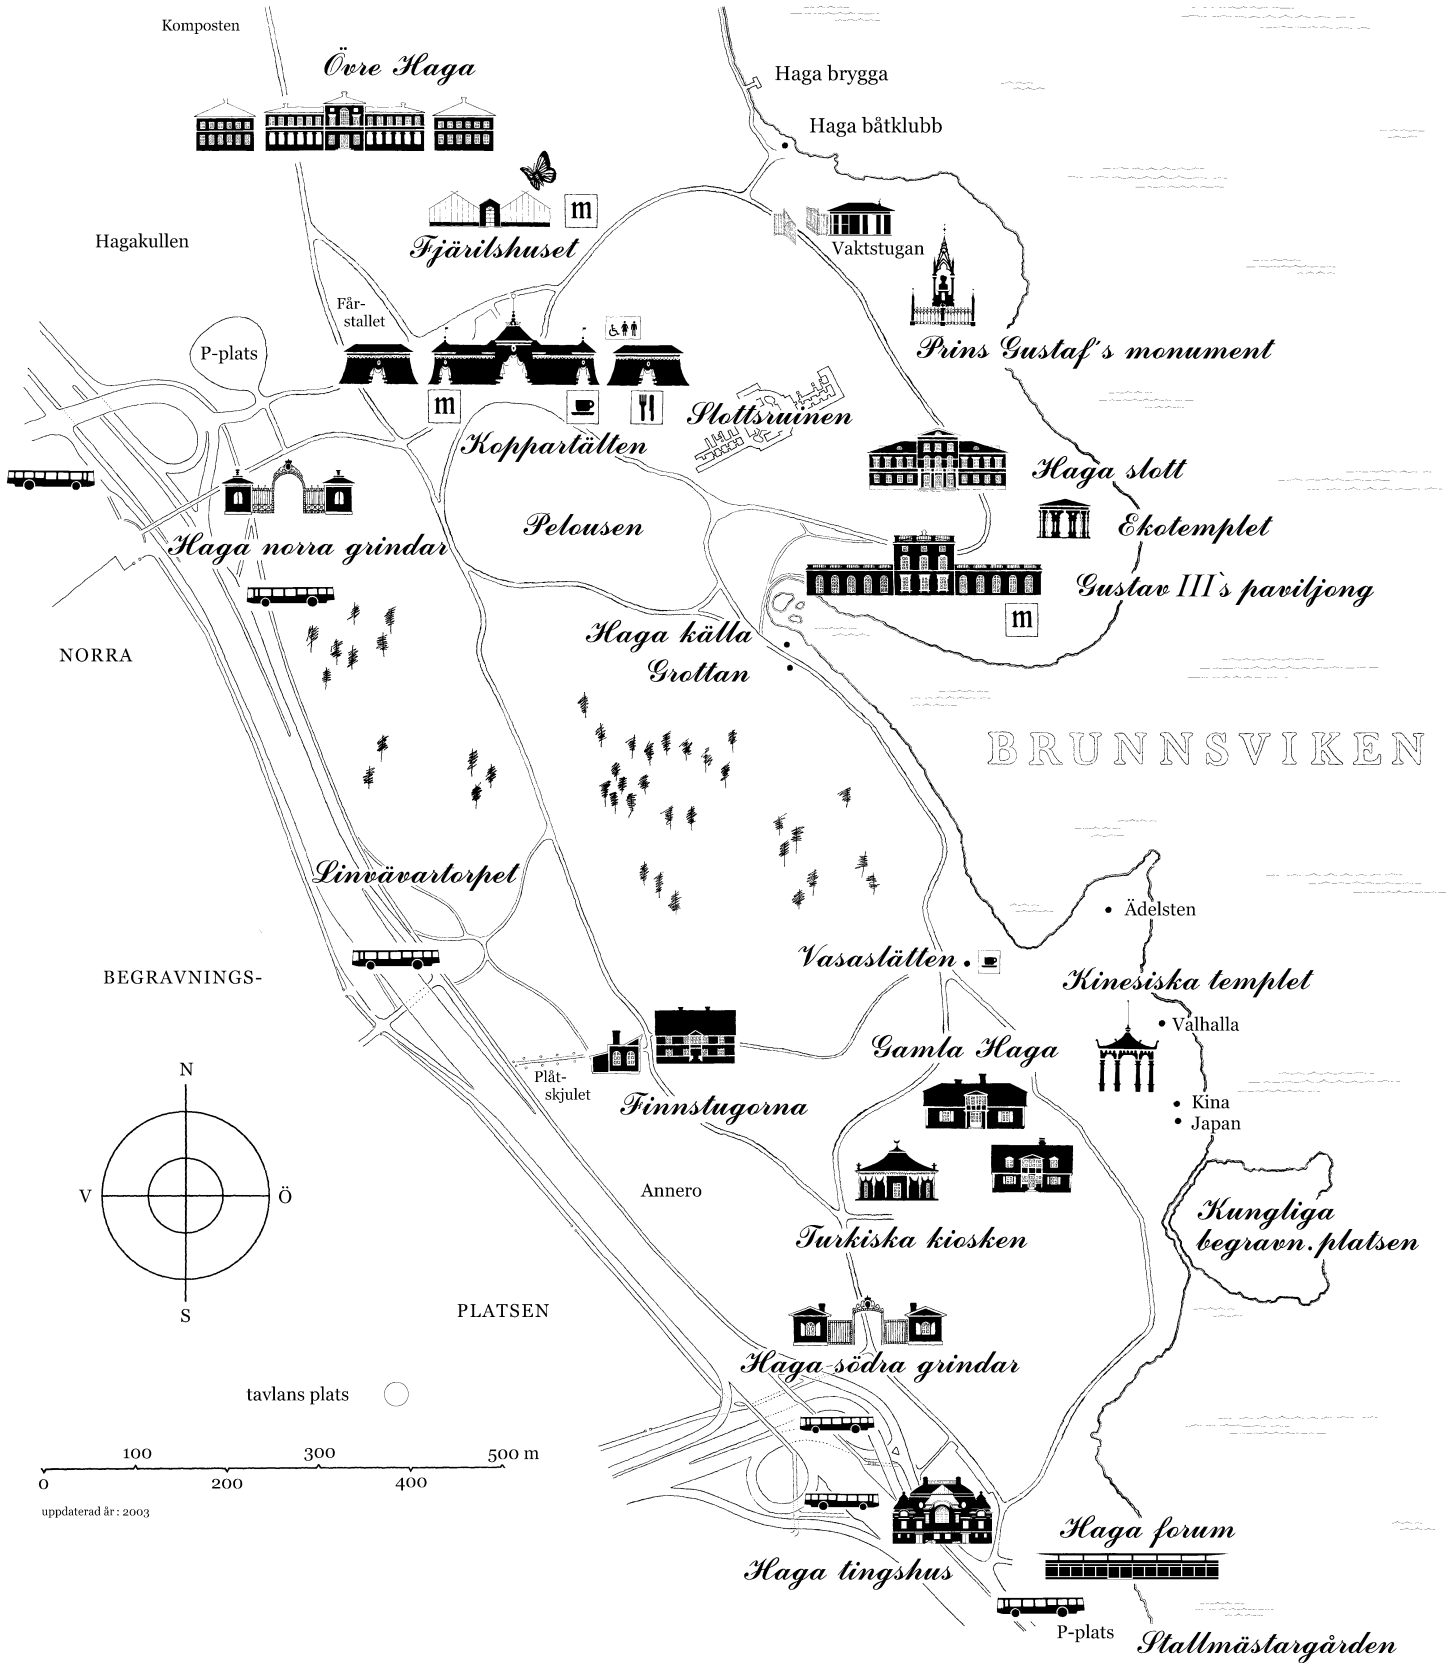 Komposten
Övre Haga
Haga brygga
Haga båtklubb
m
Hagakullen
Fjärilshuset
Vaktstugan
Får-
stallet
P-plats
Prins Gustaf's monument
m
Slottsruinen
Koppartälten
Haga slott
Pelousen
Ekotemplet
Haga norra grindar
Gustav III`s paviljong
m
Haga källa
NORRA
Grottan
BRUNNSVIKEN
Linvävartorpet
Ädelsten
Vasaslätten
BEGRAVNINGS-
Kinesiska templet
Valhalla
Gamla Haga
N
Plåt-
skjulet
Finnstugorna
Kina
Japan
V
Ö
Annero
Kungliga
begravn.platsen
Turkiska kiosken
S
PLATSEN
Haga södra grindar
tavlans plats
100 300 500 m
0 200 400
uppdaterad år : 2003
Haga forum
Haga tingshus
P-plats
Stallmästargården